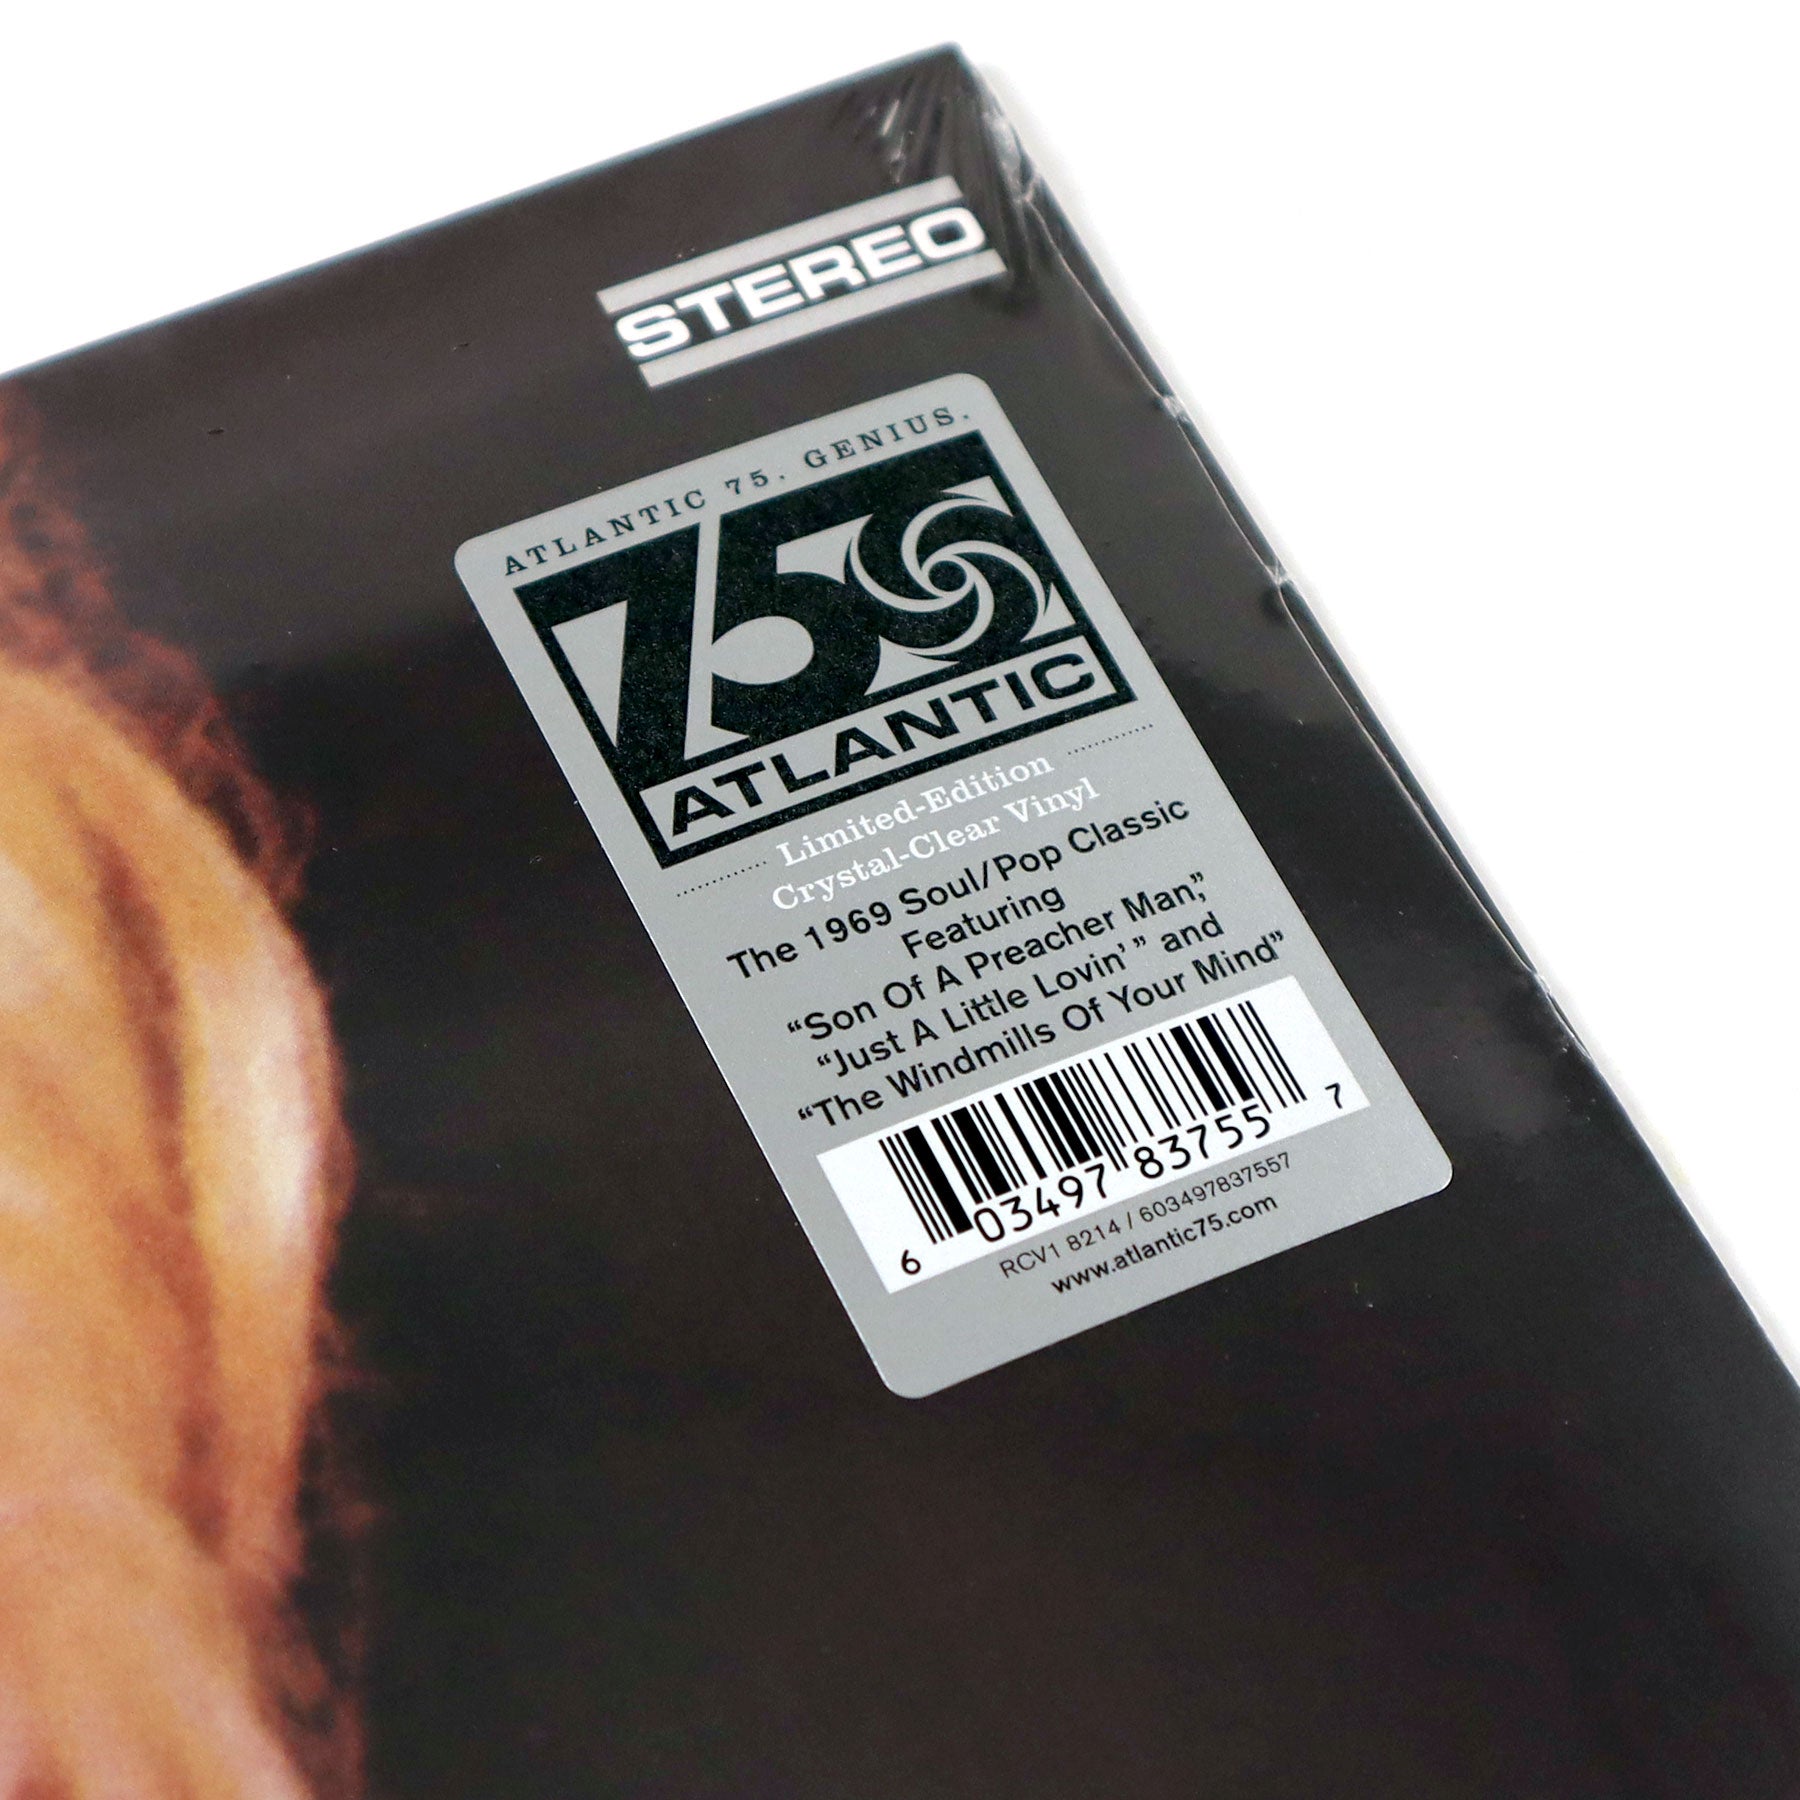 STEREO
ATLANTIC 75. GENIUS.
75
ATLANTIC
Limited-Edition
Crystal-Clear Vinyl
The 1969 Soul/Pop Classic
Featuring
“Son Of A Preacher Man,”
“Just A Little Lovin’” and
“The Windmills Of Your Mind”
6 03497 83755 7
RCV1 8214 / 603497837557
www.atlantic75.com